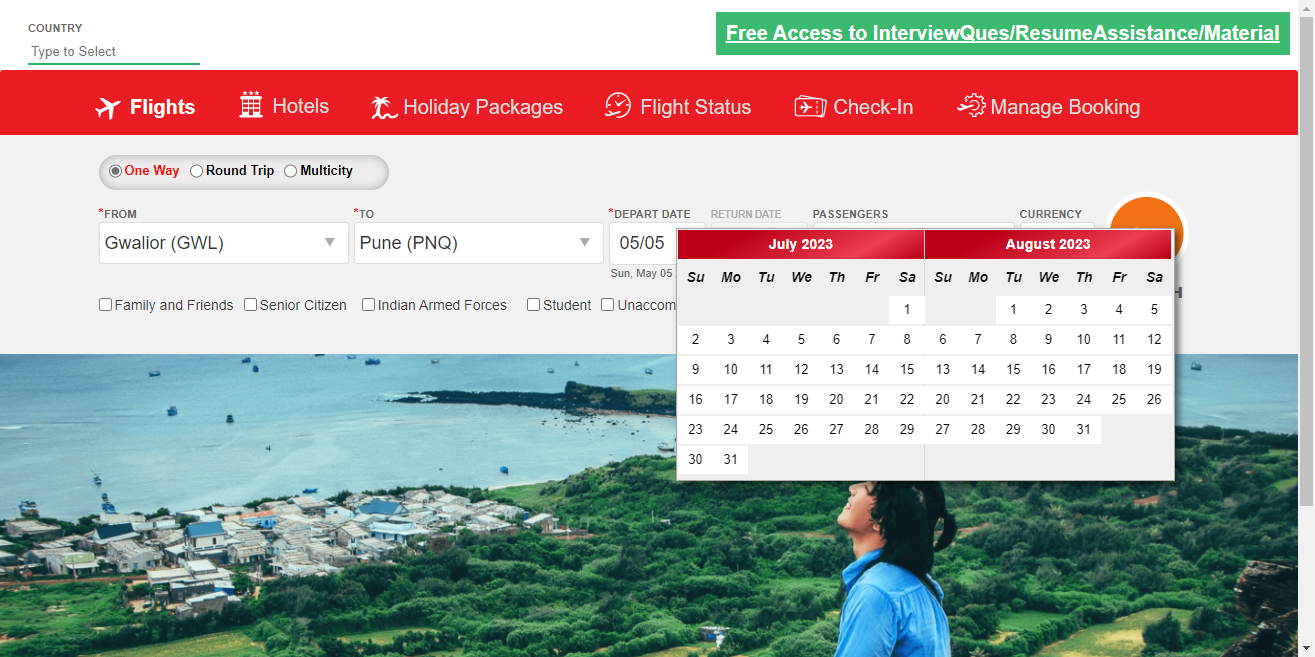 COUNTRY
Type to Select
Free Access to InterviewQues/ResumeAssistance/Material
Flights Hotels Holiday Packages Flight Status Check-In Manage Booking
One Way Round Trip Multicity
*FROM *TO *DEPART DATE RETURN DATE PASSENGERS CURRENCY
Gwalior (GWL) Pune (PNQ) 05/05
Sun, May 05
Family and Friends Senior Citizen Indian Armed Forces Student Unaccom
July 2023 August 2023
Su Mo Tu We Th Fr Sa Su Mo Tu We Th Fr Sa
1 1 2 3 4 5
2 3 4 5 6 7 8 6 7 8 9 10 11 12
9 10 11 12 13 14 15 13 14 15 16 17 18 19
16 17 18 19 20 21 22 20 21 22 23 24 25 26
23 24 25 26 27 28 29 27 28 29 30 31
30 31